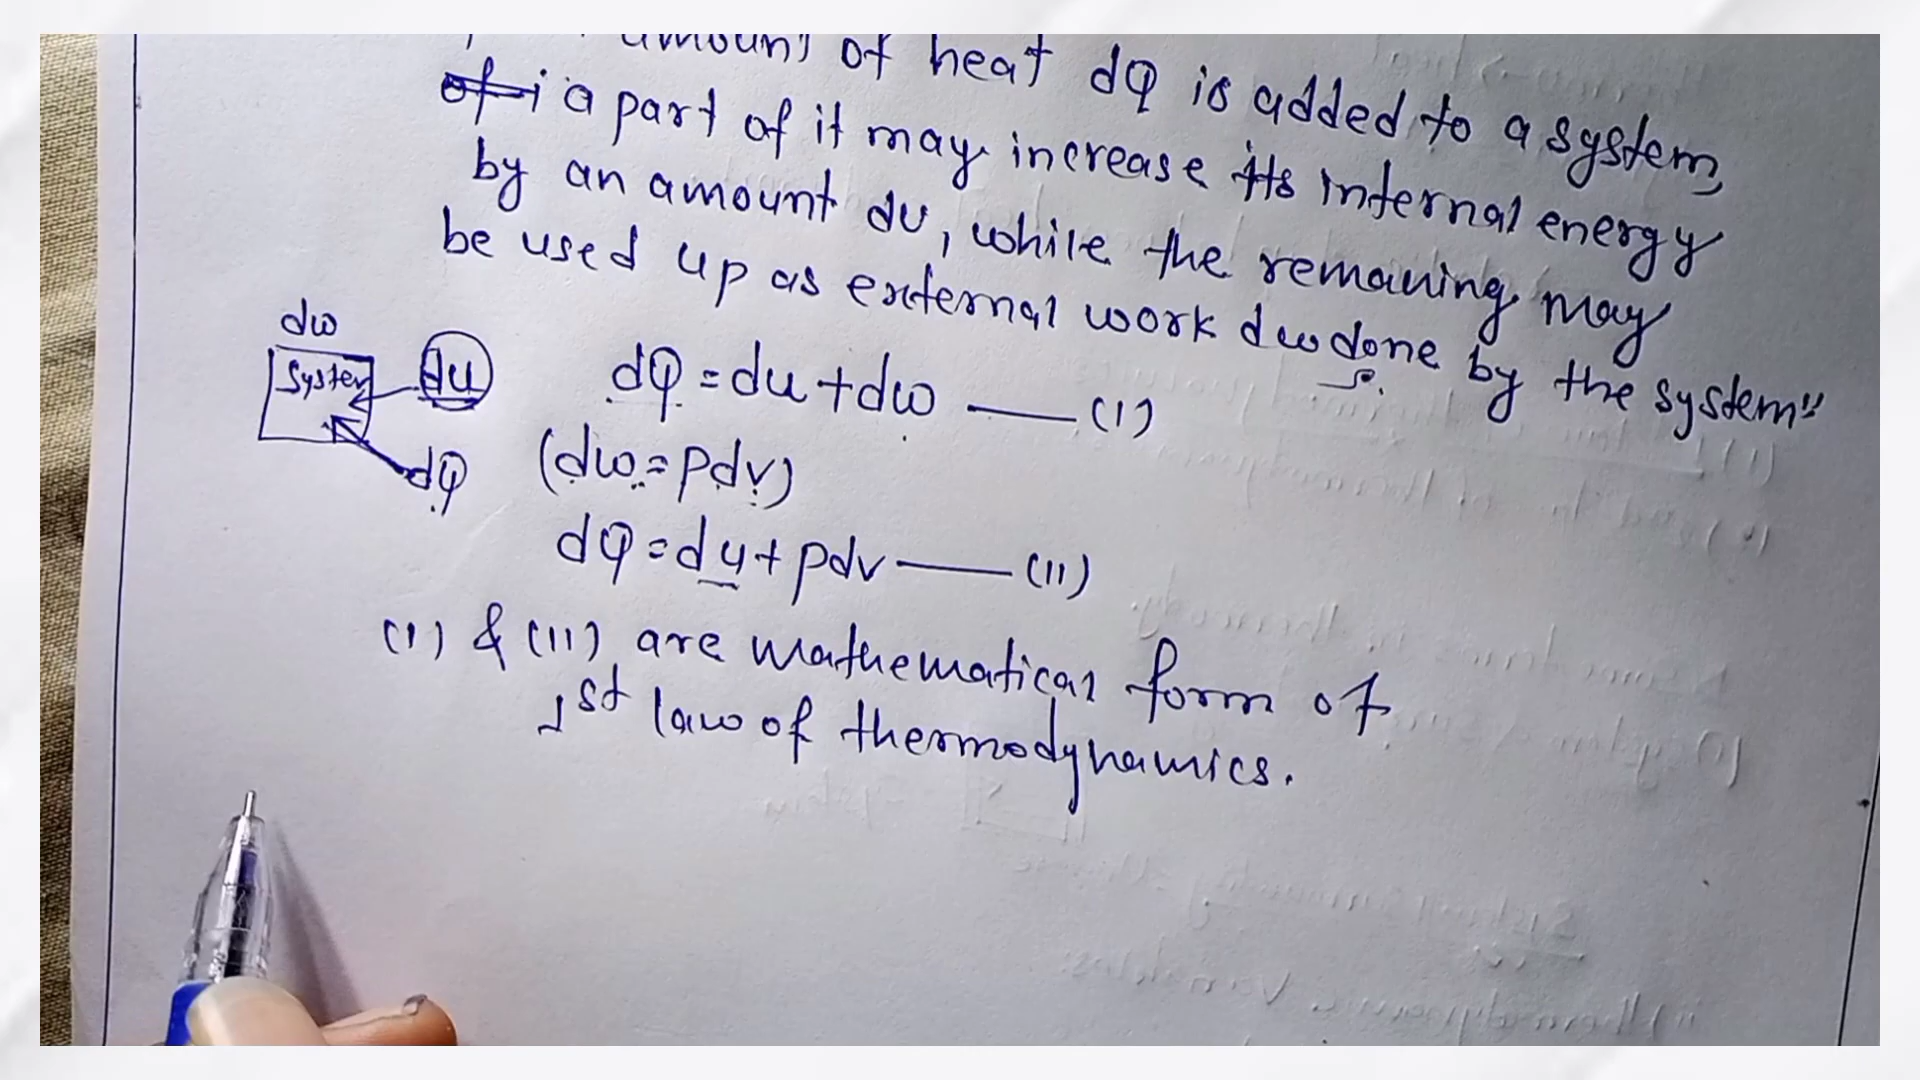 amount of heat dQ is added to a system,
a part of it may increase its internal energy
by an amount du, while the remaning may
be used up as external work dw done by the system"
dw
system
du
dQ
dQ = du + dw —— (I)
(dw = pdv)
dQ = du + pdv —— (II)
(I) & (II) are mathematical form of
1st law of thermodynamics.